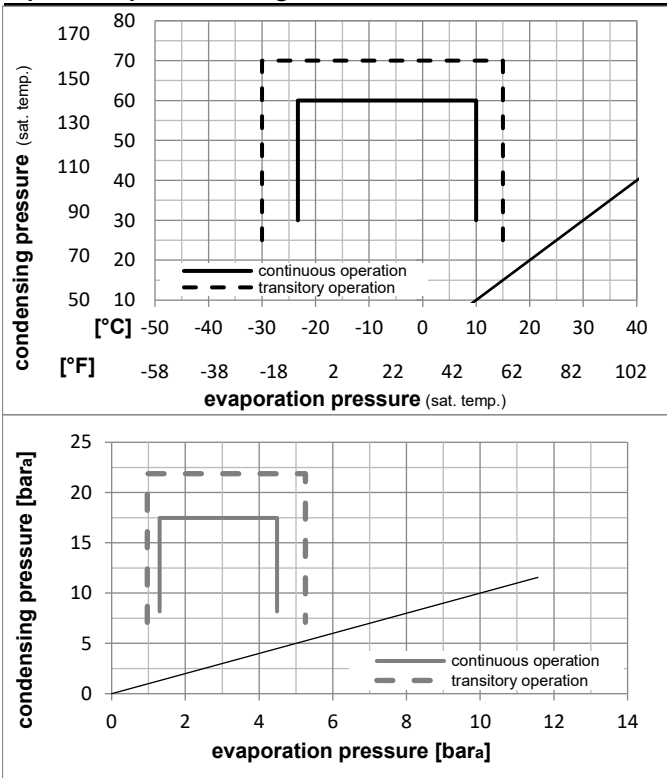 170 80
150 70
60
130
50
110
40
90
30
70
20
50 10
condensing pressure (sat. temp.)
continuous operation
transitory operation
[°C] -50 -40 -30 -20 -10 0 10 20 30 40
[°F] -58 -38 -18 2 22 42 62 82 102
evaporation pressure (sat. temp.)
25
20
15
10
5
0
condensing pressure [bara]
continuous operation
transitory operation
0 2 4 6 8 10 12 14
evaporation pressure [bara]